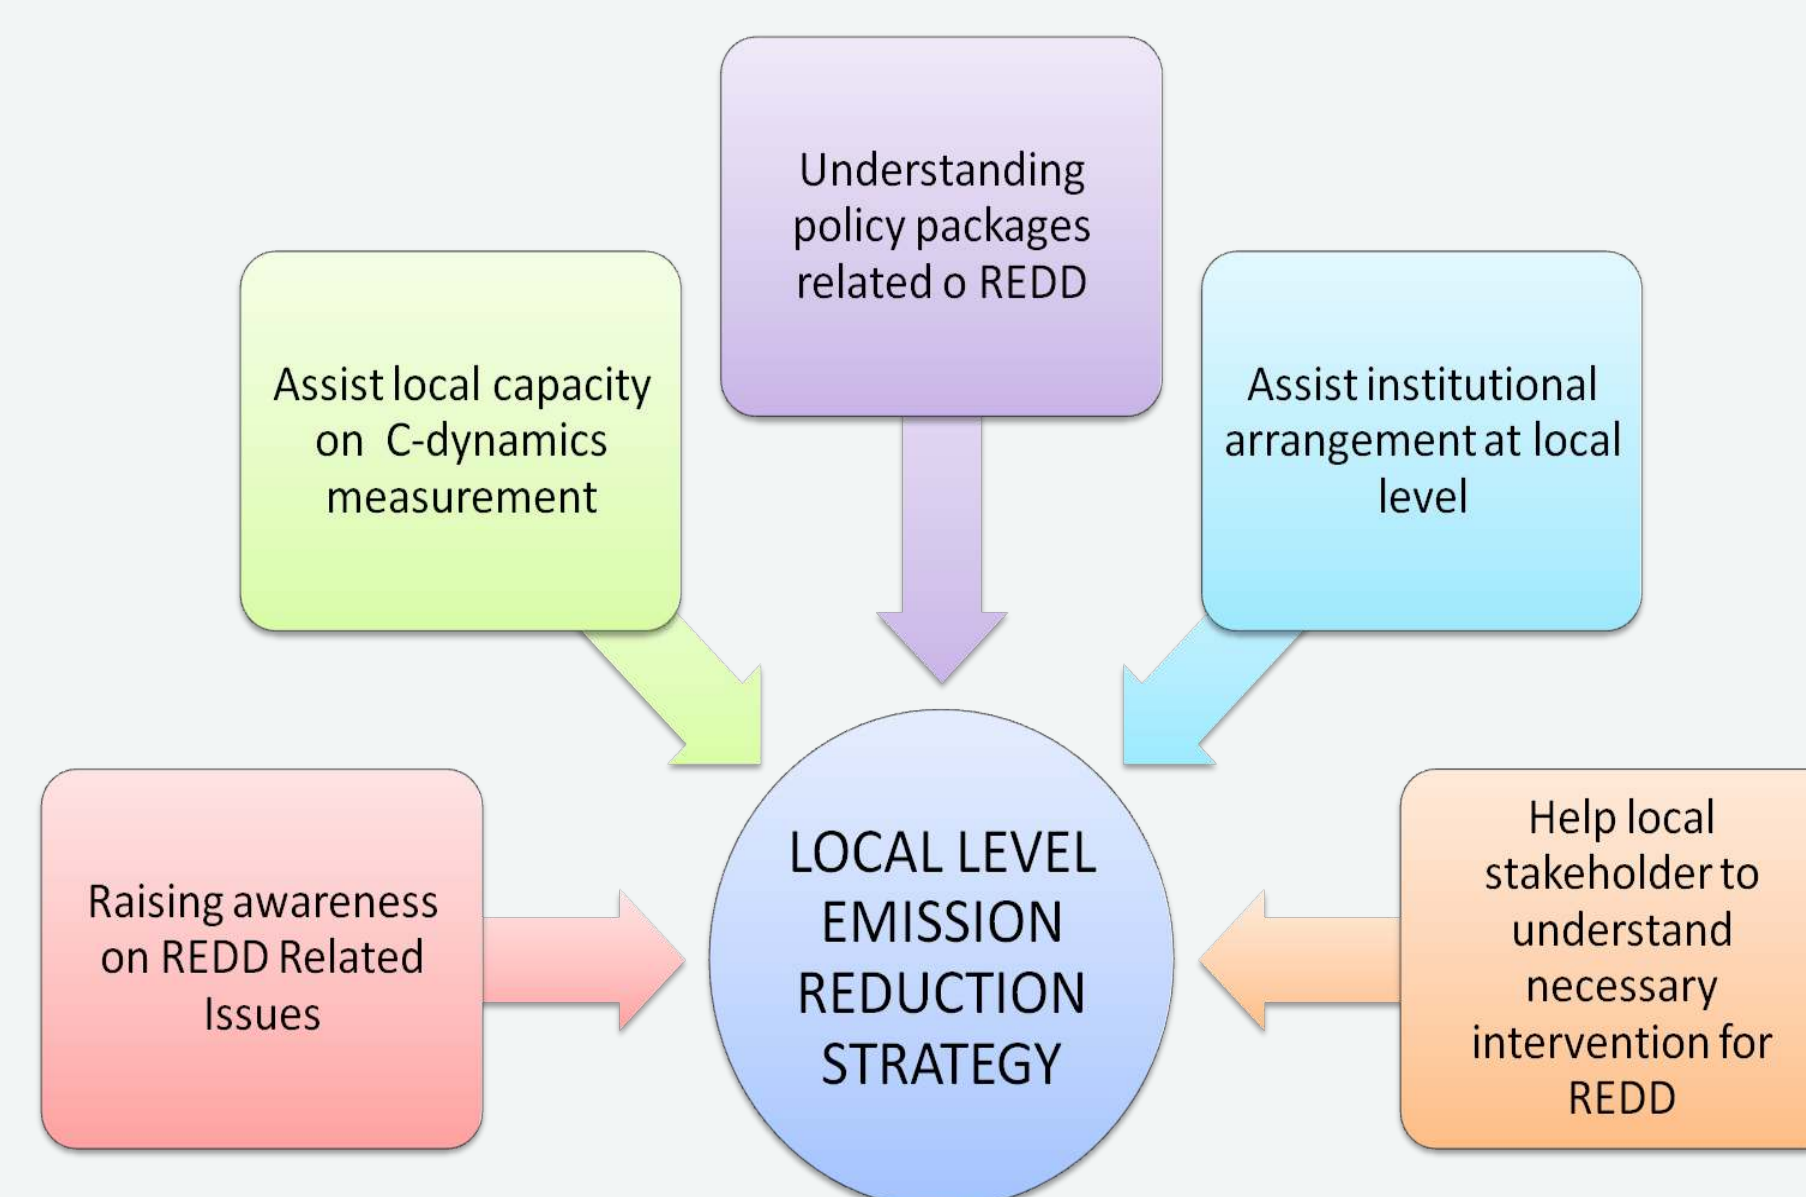 Understanding
policy packages
related o REDD
Assist local capacity
on C-dynamics
measurement
Assist institutional
arrangement at local
level
Raising awareness
on REDD Related
Issues
LOCAL LEVEL
EMISSION
REDUCTION
STRATEGY
Help local
stakeholder to
understand
necessary
intervention for
REDD